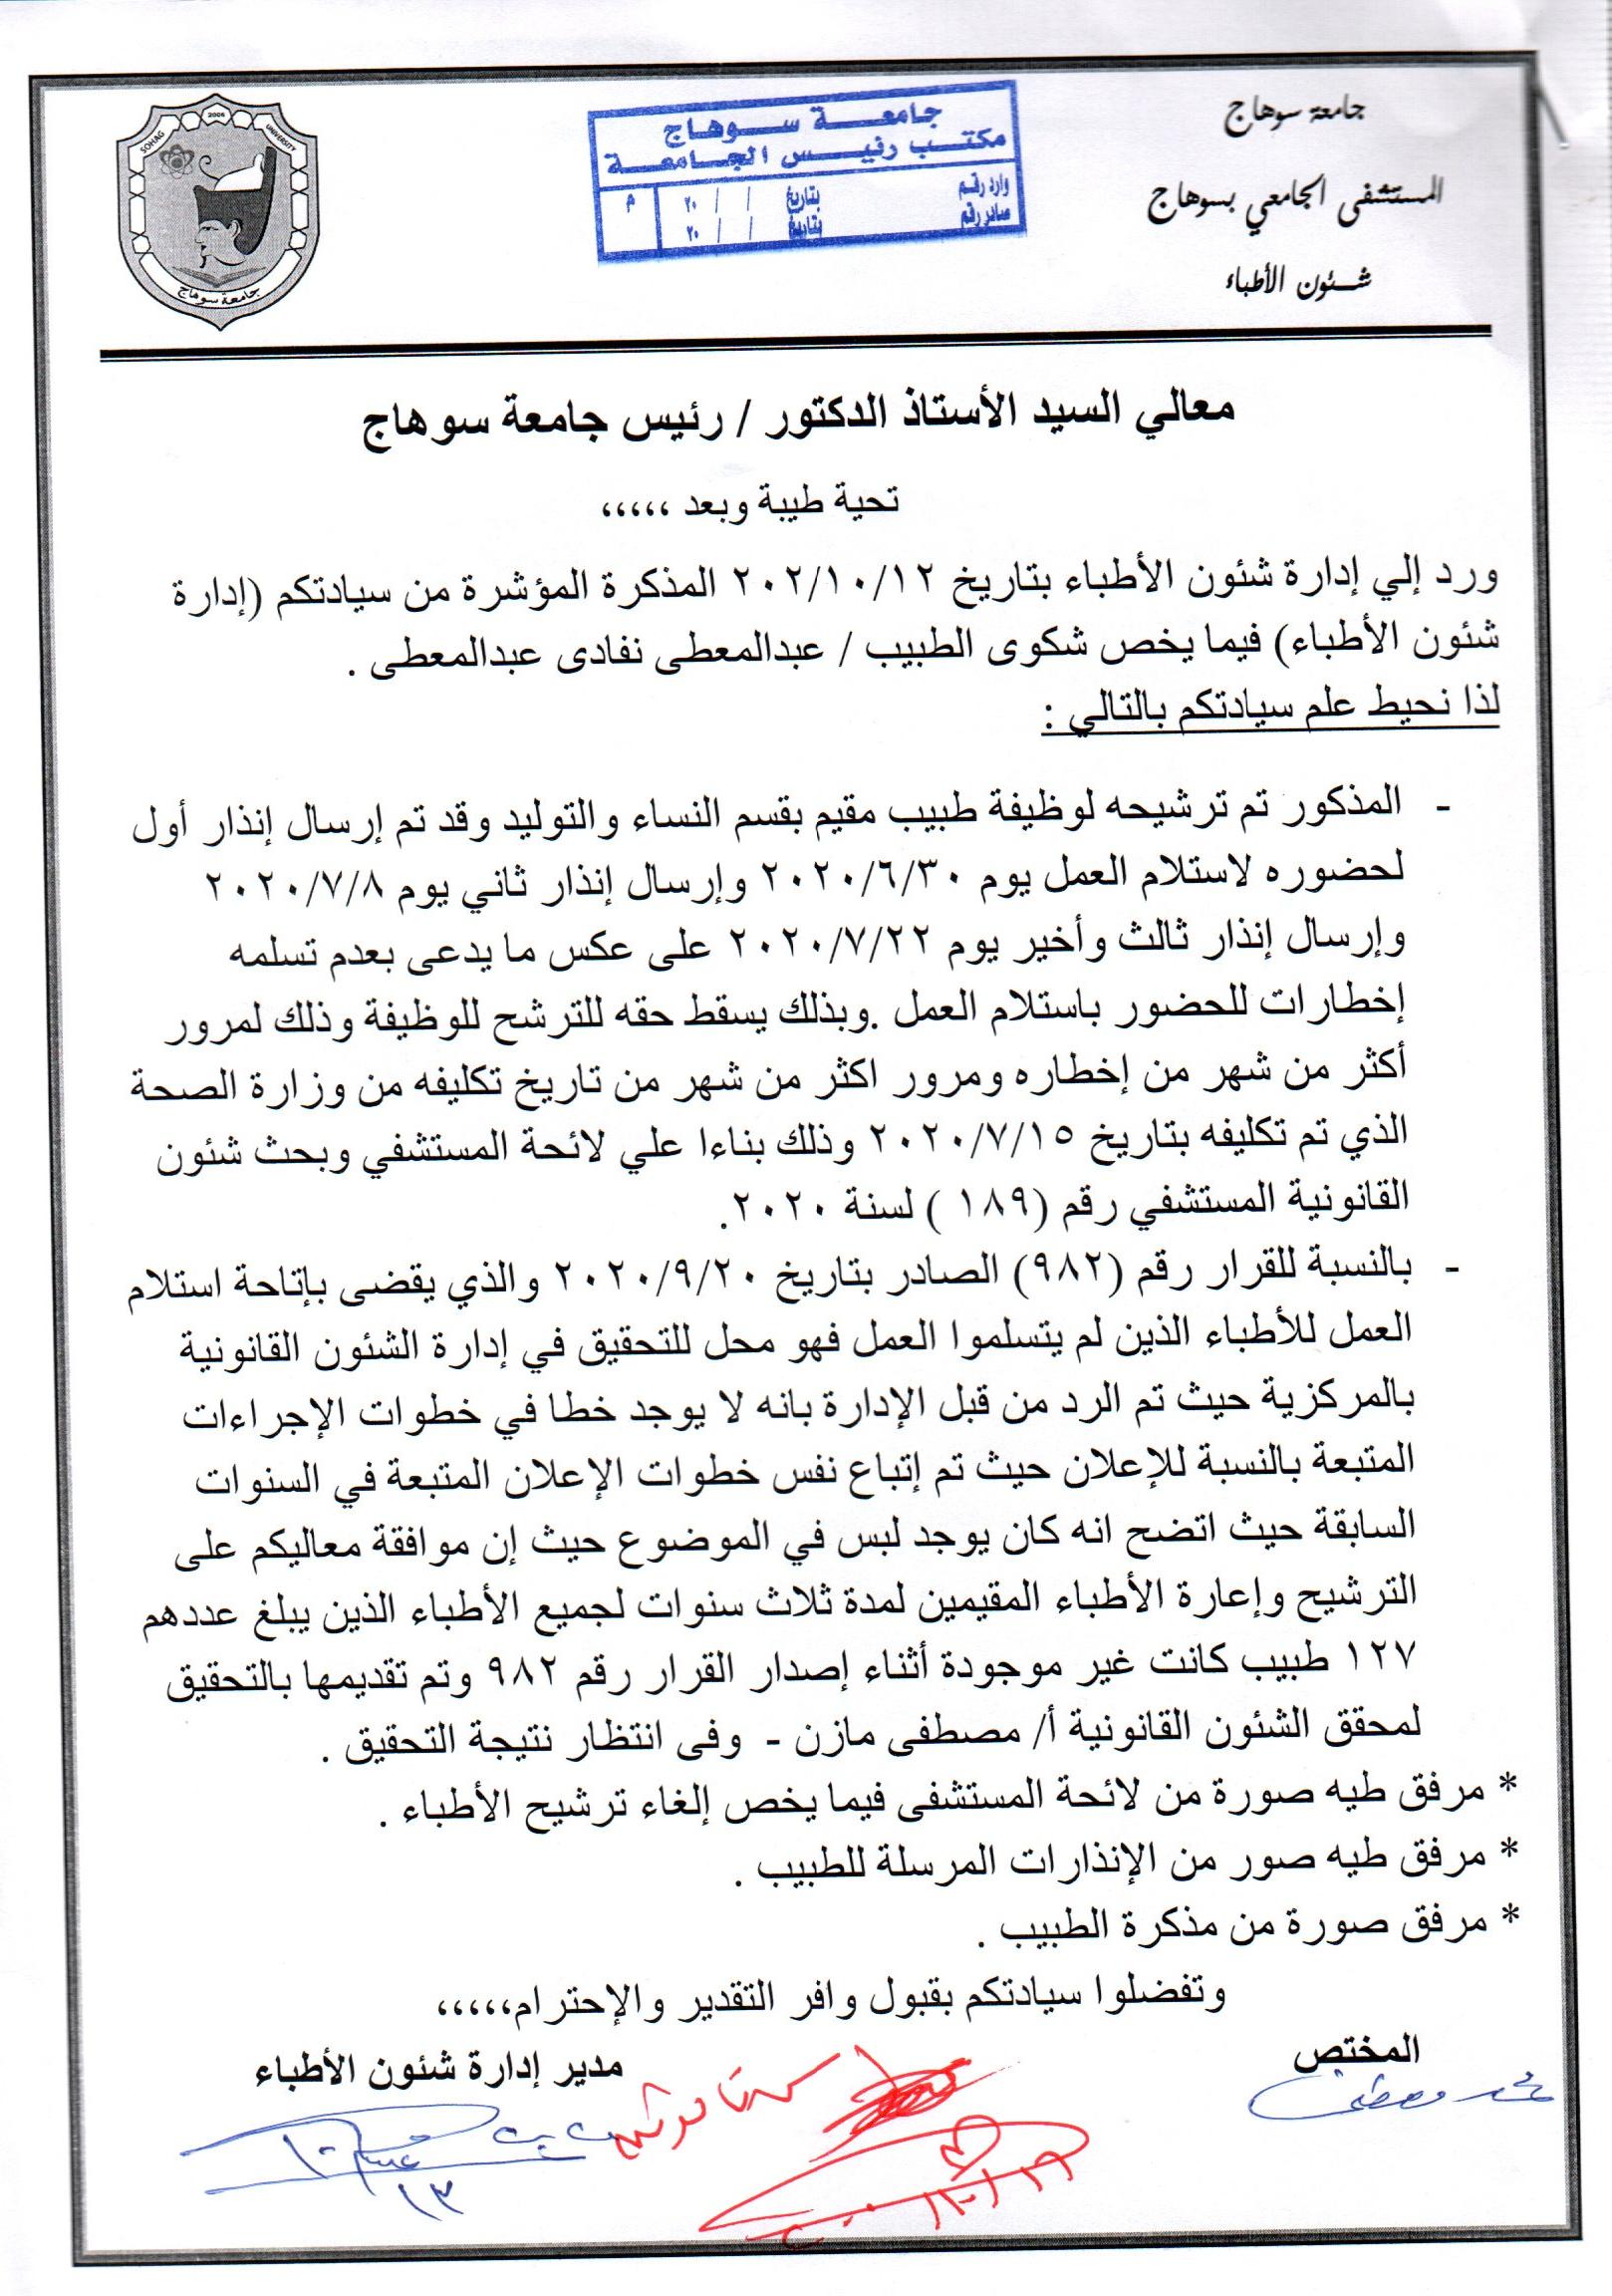 جامعة سوهاج
المستشفى الجامعي بسوهاج
شئون الأطباء
جامعة سوهاج
مكتب رئيس الجامعة
وارد رقم بتاريخ / / ٢٠ م
صادر رقم بتاريخ / / ٢٠
SOHAG 2006 UNIVERSITY
جامعة سوهاج
معالي السيد الأستاذ الدكتور / رئيس جامعة سوهاج
تحية طيبة وبعد ،،،،،
ورد إلي إدارة شئون الأطباء بتاريخ ٢٠٢/١٠/١٢ المذكرة المؤشرة من سيادتكم (إدارة
شئون الأطباء) فيما يخص شكوى الطبيب / عبدالمعطى نفادى عبدالمعطى .
لذا نحيط علم سيادتكم بالتالي :
- المذكور تم ترشيحه لوظيفة طبيب مقيم بقسم النساء والتوليد وقد تم إرسال إنذار أول
لحضوره لاستلام العمل يوم ٢٠٢٠/٦/٣٠ وإرسال إنذار ثاني يوم ٢٠٢٠/٧/٨
وإرسال إنذار ثالث وأخير يوم ٢٠٢٠/٧/٢٢ على عكس ما يدعى بعدم تسلمه
إخطارات للحضور باستلام العمل .وبذلك يسقط حقه للترشح للوظيفة وذلك لمرور
أكثر من شهر من إخطاره ومرور اكثر من شهر من تاريخ تكليفه من وزارة الصحة
الذي تم تكليفه بتاريخ ٢٠٢٠/٧/١٥ وذلك بناءا علي لائحة المستشفي وبحث شئون
القانونية المستشفي رقم (١٨٩ ) لسنة ٢٠٢٠.
- بالنسبة للقرار رقم (٩٨٢) الصادر بتاريخ ٢٠٢٠/٩/٢٠ والذي يقضى بإتاحة استلام
العمل للأطباء الذين لم يتسلموا العمل فهو محل للتحقيق في إدارة الشئون القانونية
بالمركزية حيث تم الرد من قبل الإدارة بانه لا يوجد خطا في خطوات الإجراءات
المتبعة بالنسبة للإعلان حيث تم إتباع نفس خطوات الإعلان المتبعة في السنوات
السابقة حيث اتضح انه كان يوجد لبس في الموضوع حيث إن موافقة معاليكم على
الترشيح وإعارة الأطباء المقيمين لمدة ثلاث سنوات لجميع الأطباء الذين يبلغ عددهم
١٢٧ طبيب كانت غير موجودة أثناء إصدار القرار رقم ٩٨٢ وتم تقديمها بالتحقيق
لمحقق الشئون القانونية أ/ مصطفى مازن - وفى انتظار نتيجة التحقيق .
* مرفق طيه صورة من لائحة المستشفى فيما يخص إلغاء ترشيح الأطباء .
* مرفق طيه صور من الإنذارات المرسلة للطبيب .
* مرفق صورة من مذكرة الطبيب .
وتفضلوا سيادتكم بقبول وافر التقدير والإحترام،،،،،
المختص
مدير إدارة شئون الأطباء